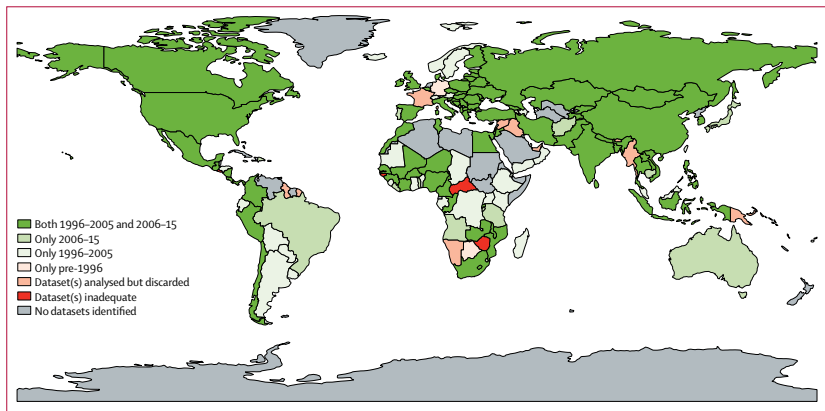 Both 1996–2005 and 2006–15
Only 2006–15
Only 1996–2005
Only pre-1996
Dataset(s) analysed but discarded
Dataset(s) inadequate
No datasets identified